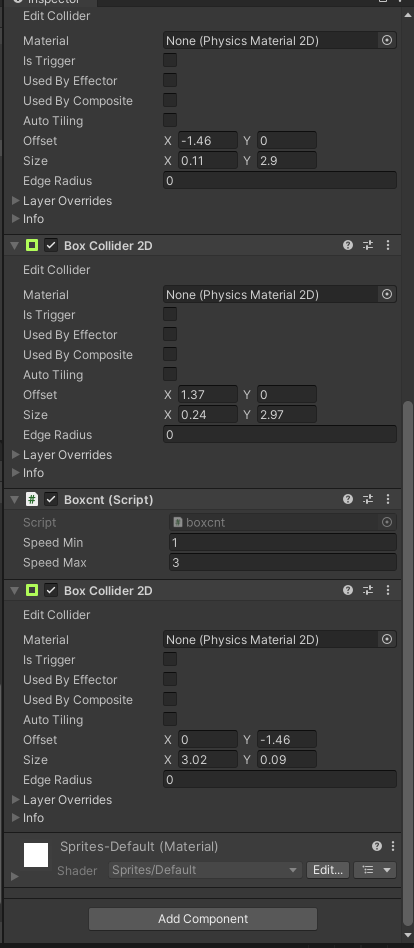 Inspector
Edit Collider
Material None (Physics Material 2D)
Is Trigger
Used By Effector
Used By Composite
Auto Tiling
Offset X -1.46 Y 0
Size X 0.11 Y 2.9
Edge Radius 0
Layer Overrides
Info
Box Collider 2D
Edit Collider
Material None (Physics Material 2D)
Is Trigger
Used By Effector
Used By Composite
Auto Tiling
Offset X 1.37 Y 0
Size X 0.24 Y 2.97
Edge Radius 0
Layer Overrides
Info
# Boxcnt (Script)
Script boxcnt
Speed Min 1
Speed Max 3
Box Collider 2D
Edit Collider
Material None (Physics Material 2D)
Is Trigger
Used By Effector
Used By Composite
Auto Tiling
Offset X 0 Y -1.46
Size X 3.02 Y 0.09
Edge Radius 0
Layer Overrides
Info
Sprites-Default (Material)
Shader Sprites/Default Edit...
Add Component